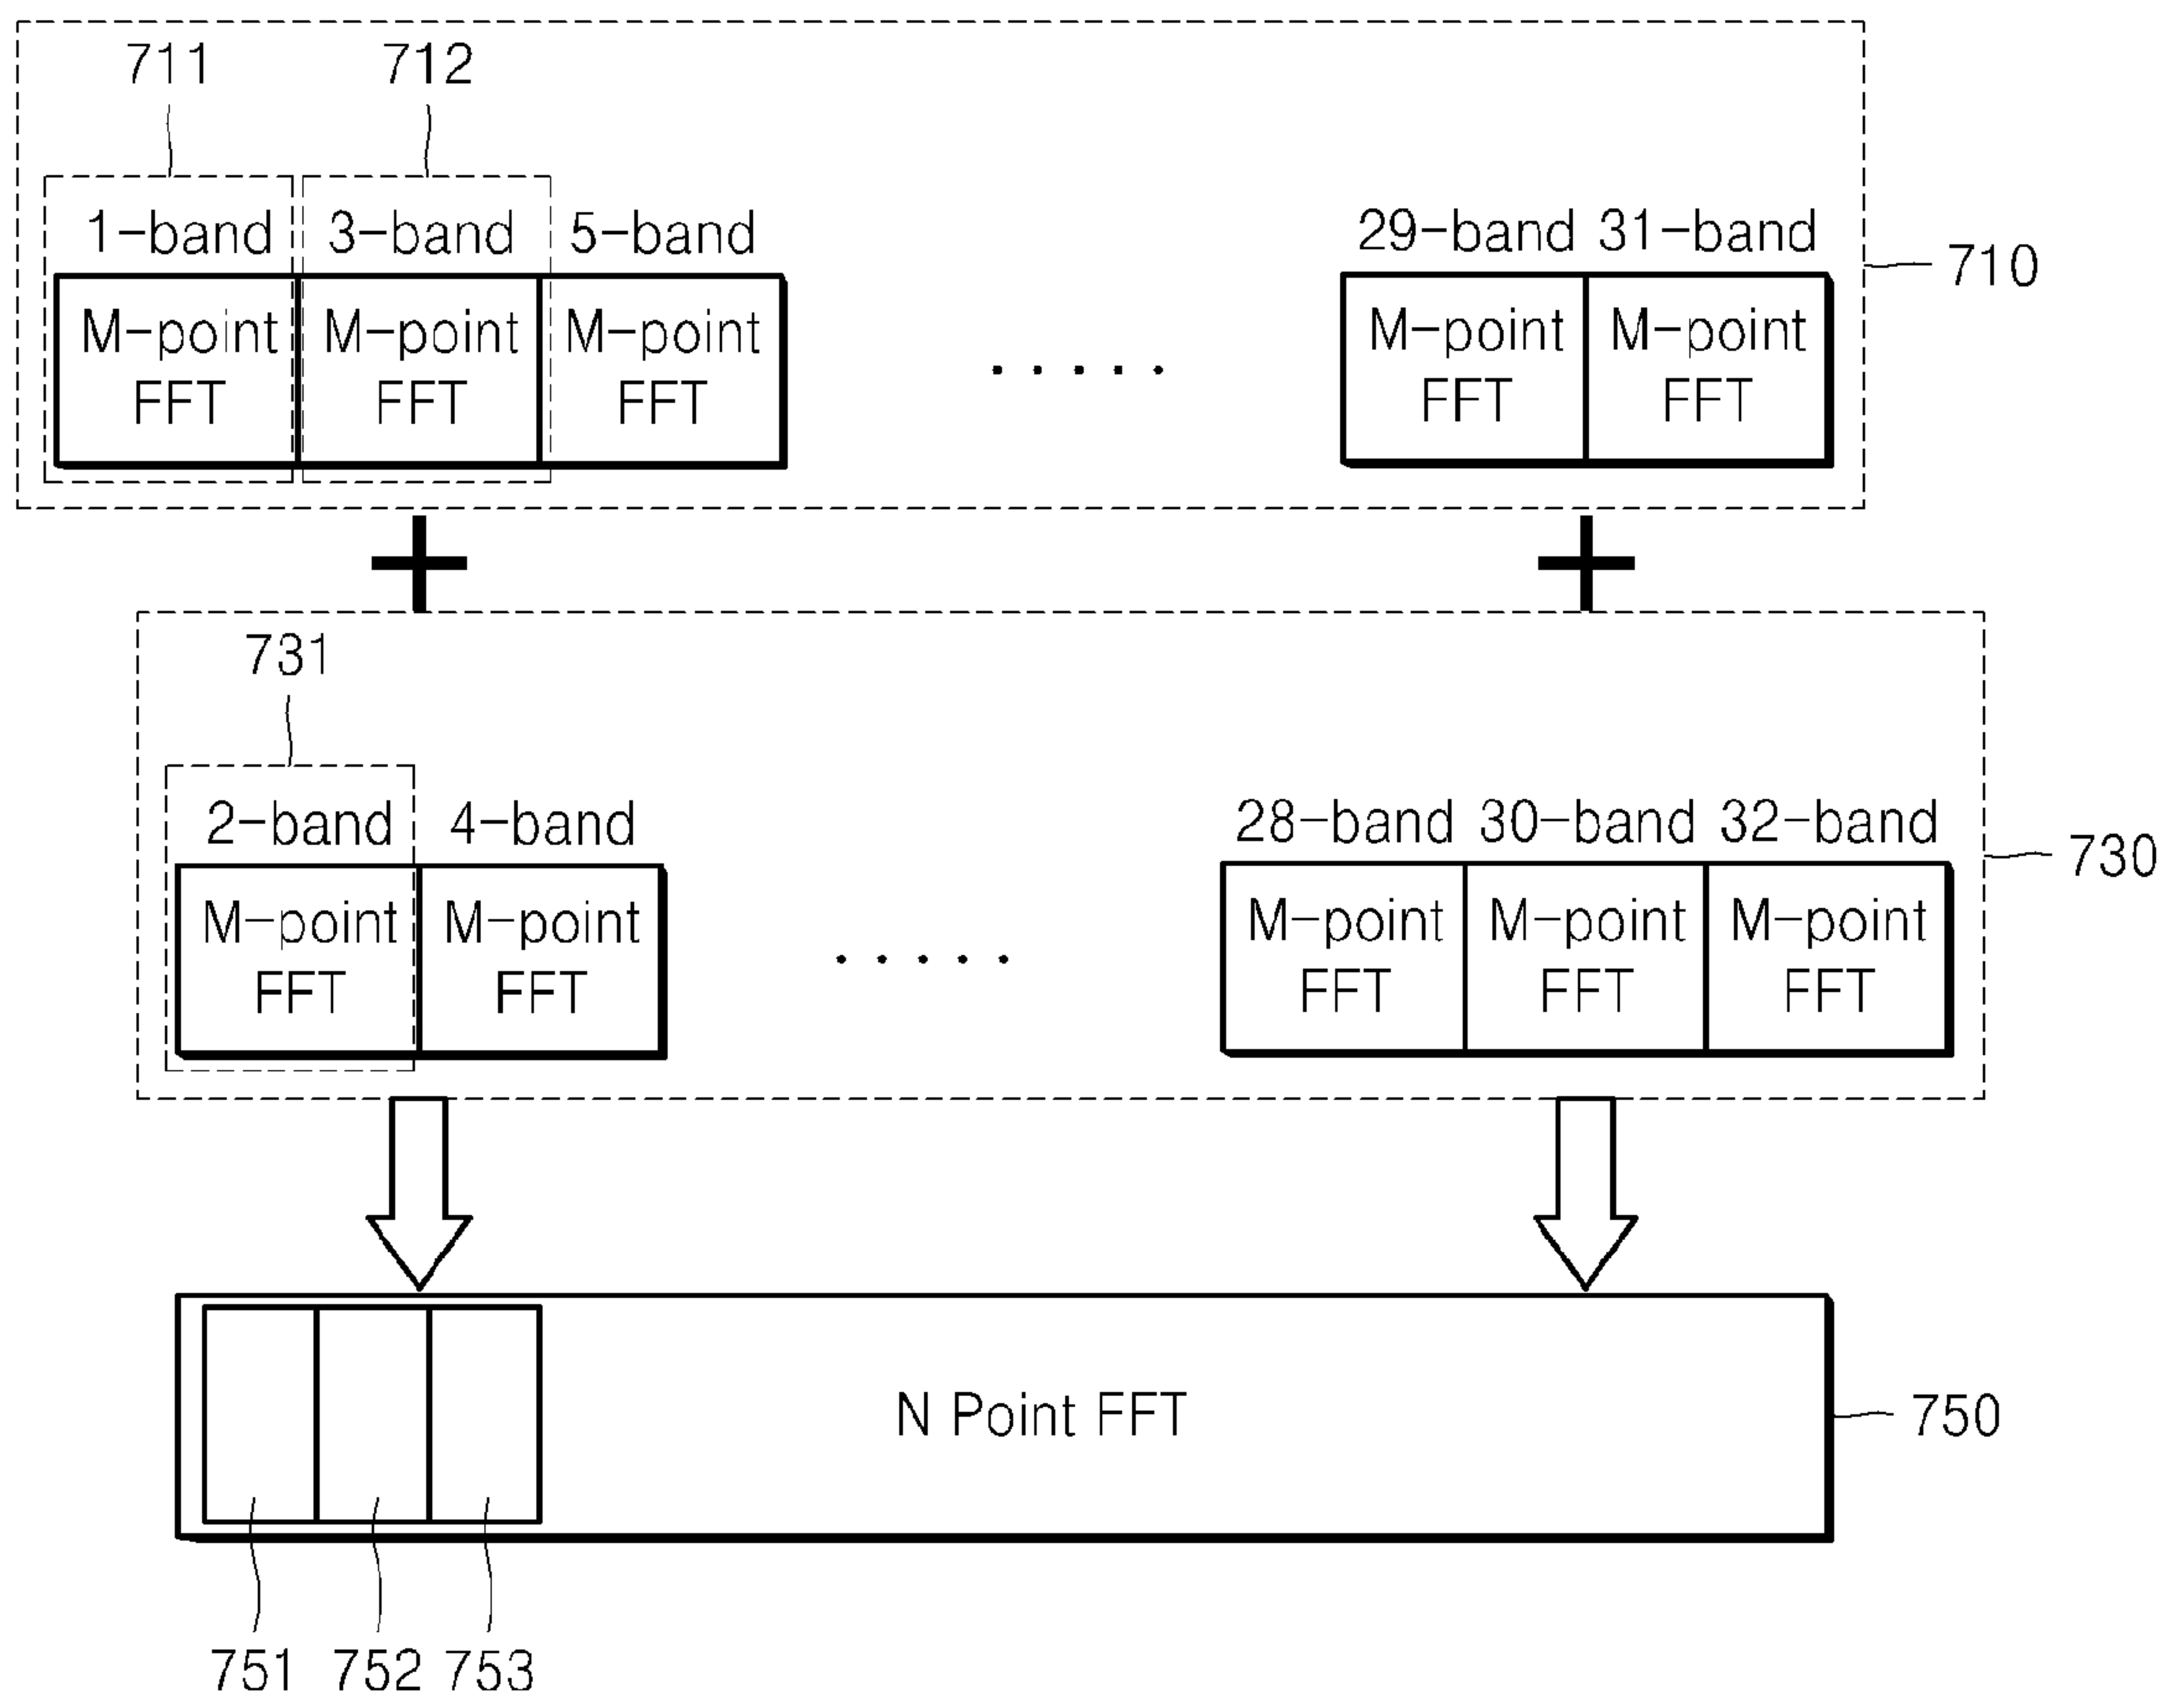 711 712
1-band 3-band 5-band 29-band 31-band
710
M-point M-point M-point ..... M-point M-point
FFT FFT FFT FFT FFT
+ +
731
2-band 4-band 28-band 30-band 32-band
730
M-point M-point ..... M-point M-point M-point
FFT FFT FFT FFT FFT
N Point FFT
750
751 752 753